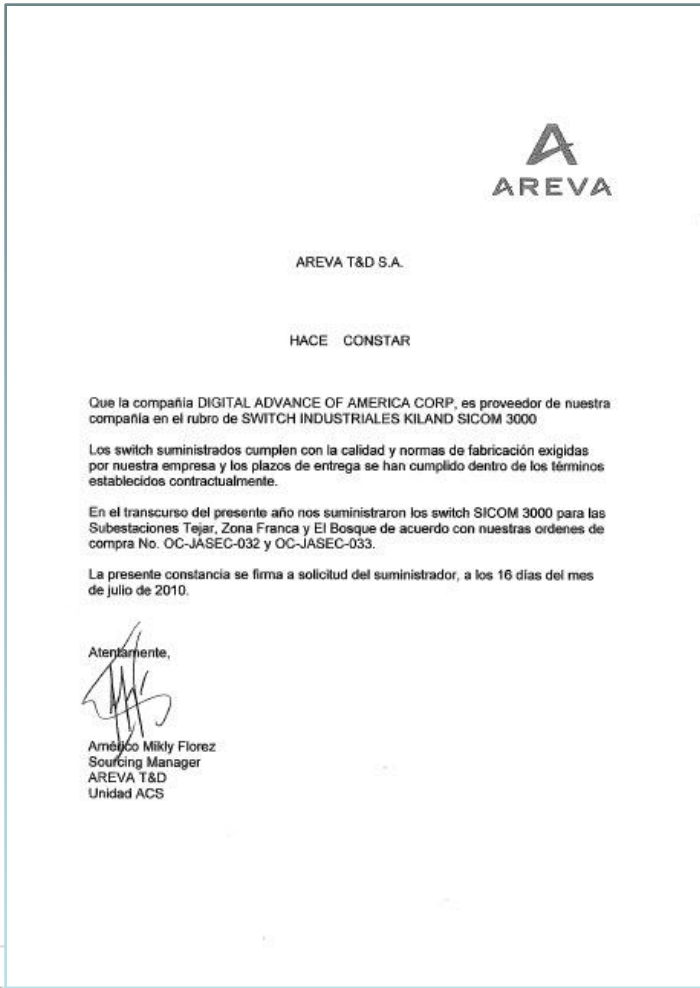 AREVA
AREVA T&D S.A.
HACE CONSTAR
Que la compañia DIGITAL ADVANCE OF AMERICA CORP, es proveedor de nuestra
compañia en el rubro de SWITCH INDUSTRIALES KILAND SICOM 3000
Los switch suministrados cumplen con la calidad y normas de fabricación exigidas
por nuestra empresa y los plazos de entrega se han cumplido dentro de los términos
establecidos contractualmente.
En el transcurso del presente año nos suministraron los switch SICOM 3000 para las
Subestaciones Tejar, Zona Franca y El Bosque de acuerdo con nuestras ordenes de
compra No. OC-JASEC-032 y OC-JASEC-033.
La presente constancia se firma a solicitud del suministrador, a los 16 días del mes
de julio de 2010.
Atentamente,
Américo Mikly Florez
Sourcing Manager
AREVA T&D
Unidad ACS